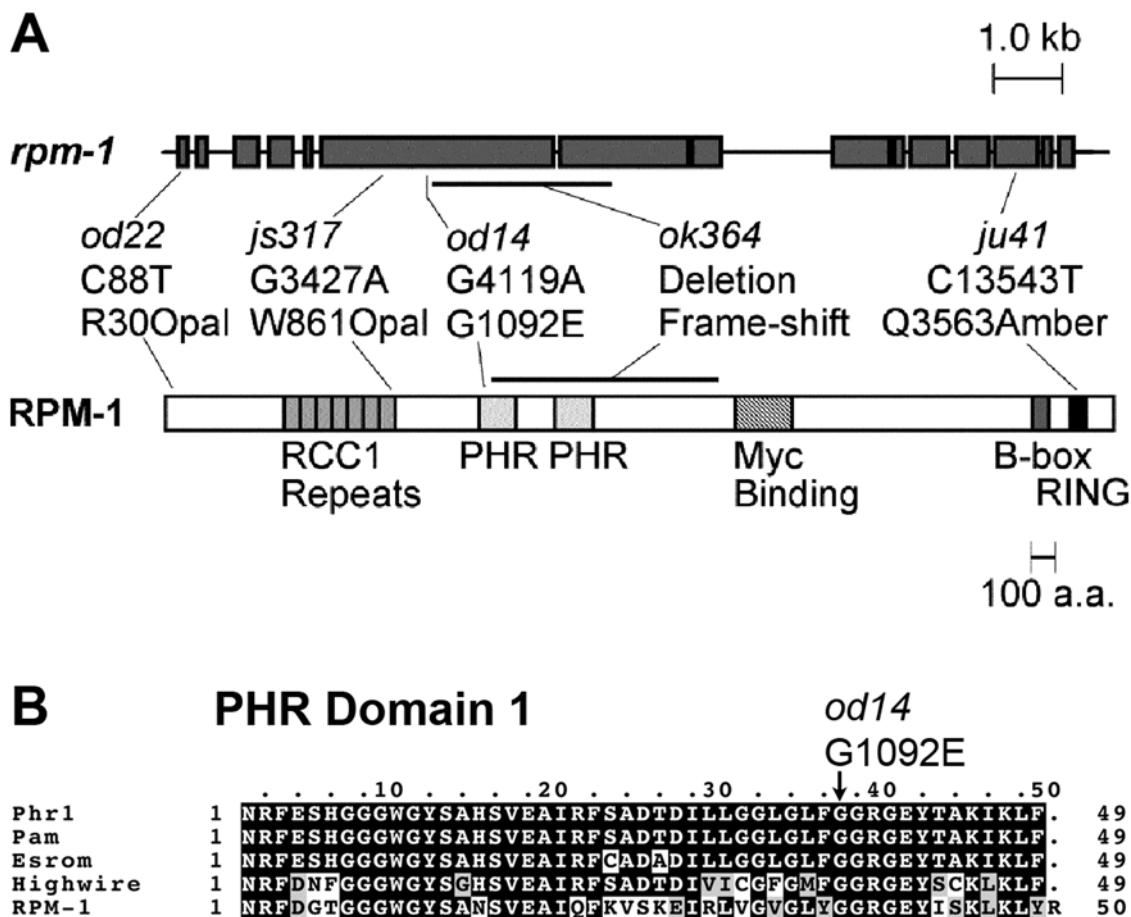 A
1.0 kb
rpm-1
od22 js317 od14 ok364 ju41
C88T G3427A G4119A Deletion C13543T
R30Opal W861Opal G1092E Frame-shift Q3563Amber
RPM-1
RCC1 PHR PHR Myc B-box
Repeats Binding RING
100 a.a.
B PHR Domain 1 od14
G1092E
. .10 . .20 . .30 . .40 . .50
Phr1 1 NRFESHGGGWGYSAHSVEAIRFSADTDILLGGLGLFGGRGEYTAKIKLF. 49
Pam 1 NRFESHGGGWGYSAHSVEAIRFSADTDILLGGLGLFGGRGEYTAKIKLF. 49
Esrom 1 NRFESHGGGWGYSAHSVEAIRFCADADILLGGLGLFGGRGEYTAKIKLF. 49
Highwire 1 NRFDNFGGGWGYSGHSVEAIRFSADTDIVICGFGMFGGRGEYSCKLKLF. 49
RPM-1 1 NRFDGTGGGWGYSANSVEAIQFKVSKEIRLVGVGLYGGRGEYISKIKLYR 50